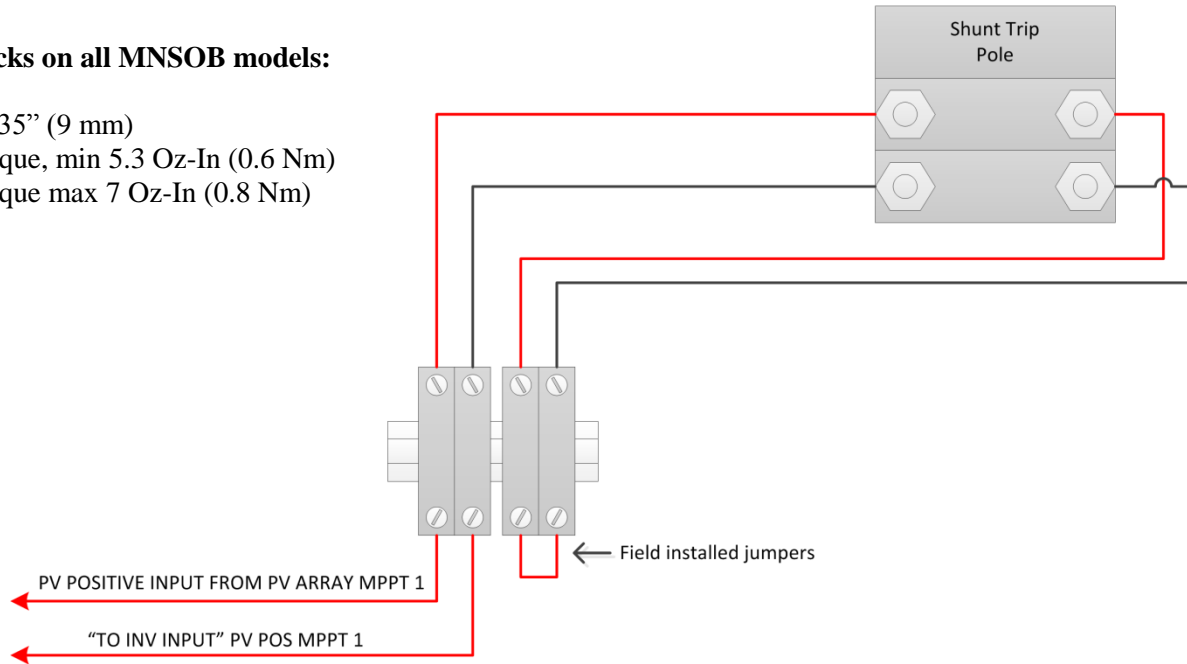 cks on all MNSOB models:
35” (9 mm)
que, min 5.3 Oz-In (0.6 Nm)
que max 7 Oz-In (0.8 Nm)
Shunt Trip
Pole
Field installed jumpers
PV POSITIVE INPUT FROM PV ARRAY MPPT 1
“TO INV INPUT” PV POS MPPT 1